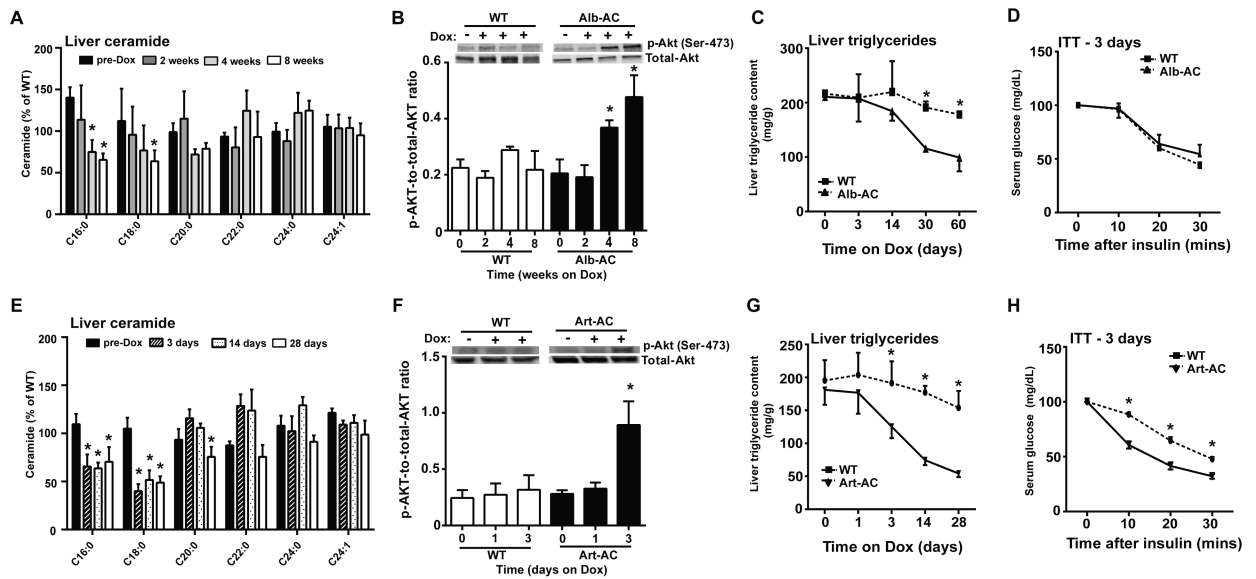 A
Liver ceramide
pre-Dox 2 weeks 4 weeks 8 weeks
Ceramide (% of WT)
200
150
100
50
0
* * *
C16:0 C18:0 C20:0 C22:0 C24:0 C24:1
B
WT Alb-AC
Dox: - + + + - + + +
p-Akt (Ser-473)
Total-Akt
p-AKT-to-total-AKT ratio
0.6
0.4
0.2
0
* *
0 2 4 8 0 2 4 8
WT Alb-AC
Time (weeks on Dox)
C
Liver triglycerides
Liver triglyceride content
(mg/g)
300
200
100
0
* *
WT
Alb-AC
0 3 14 30 60
Time on Dox (days)
D
ITT - 3 days
WT
Alb-AC
Serum glucose (mg/dL)
150
100
50
0
0 10 20 30
Time after insulin (mins)
E
Liver ceramide
pre-Dox 3 days 14 days 28 days
Ceramide (% of WT)
200
150
100
50
0
* * * * * * *
C16:0 C18:0 C20:0 C22:0 C24:0 C24:1
F
WT Art-AC
Dox: - + + - + +
p-Akt (Ser-473)
Total-Akt
p-AKT-to-total-AKT ratio
1.5
1.0
0.5
0.0
*
0 1 3 0 1 3
WT Art-AC
Time (days on Dox)
G
Liver triglycerides
Liver triglyceride content
(mg/g)
250
200
150
100
50
0
* * *
WT
Art-AC
0 1 3 14 28
Time on Dox (days)
H
ITT - 3 days
WT
Art-AC
Serum glucose (mg/dL)
150
100
50
0
* * *
0 10 20 30
Time after insulin (mins)